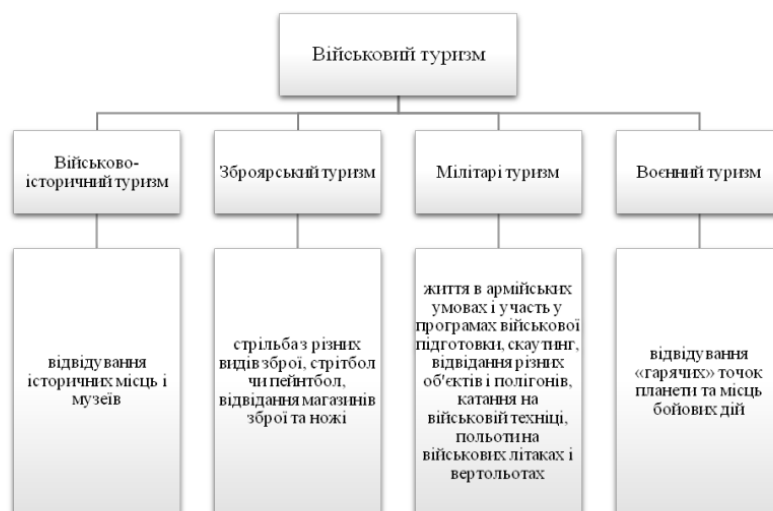 Військовий туризм
Військово-
історичний туризм
Зброярський туризм
Мілітарі туризм
Воєнний туризм
відвідування
історичних місць і
музеїв
стрільба з різних
видів зброї, стрітбол
чи пейнтбол,
відвідання магазинів
зброї та ножі
життя в армійських
умовах і участь у
програмах військової
підготовки, скаутинг,
відвідання різних
об'єктів і полігонів,
катання на
військовій техніці,
польоти на
військових літаках і
вертольотах
відвідування
«гарячих» точок
планети та місць
бойових дій